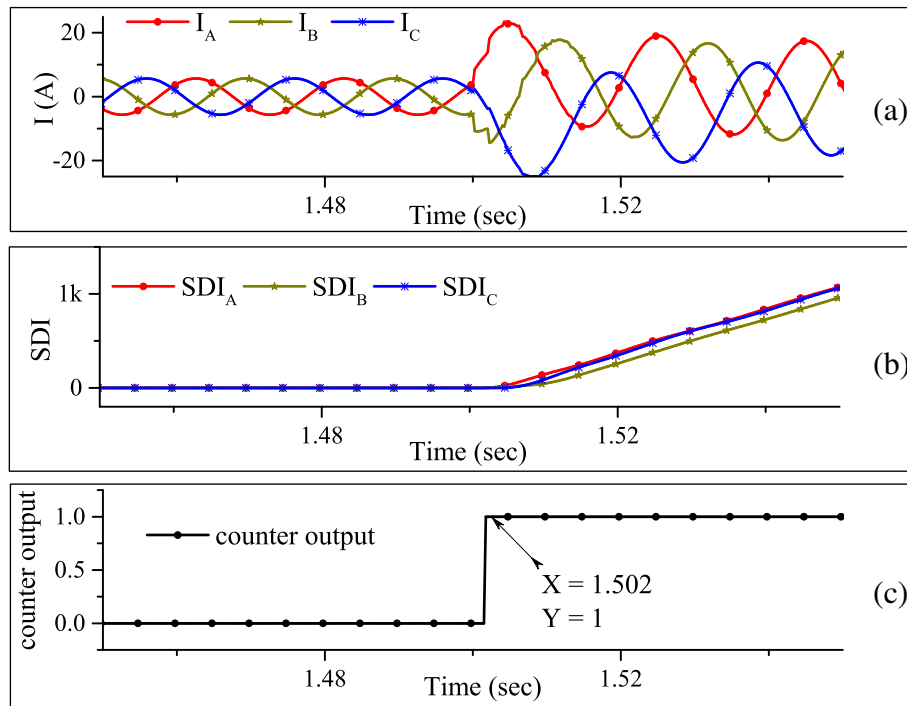 I_A I_B I_C
20
0
-20
I (A)
1.48 1.52
Time (sec)
(a)
SDI_A SDI_B SDI_C
1k
0
SDI
1.48 1.52
Time (sec)
(b)
counter output
1.0
0.5
0.0
counter output
X = 1.502
Y = 1
1.48 1.52
Time (sec)
(c)